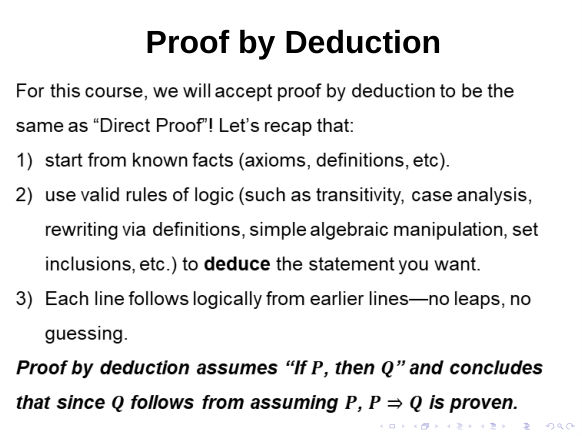 Proof by Deduction
For this course, we will accept proof by deduction to be the
same as “Direct Proof”! Let’s recap that:
1) start from known facts (axioms, definitions, etc).
2) use valid rules of logic (such as transitivity, case analysis,
rewriting via definitions, simple algebraic manipulation, set
inclusions, etc.) to deduce the statement you want.
3) Each line follows logically from earlier lines—no leaps, no
guessing.
Proof by deduction assumes “If P, then Q” and concludes
that since Q follows from assuming P, P ⇒ Q is proven.